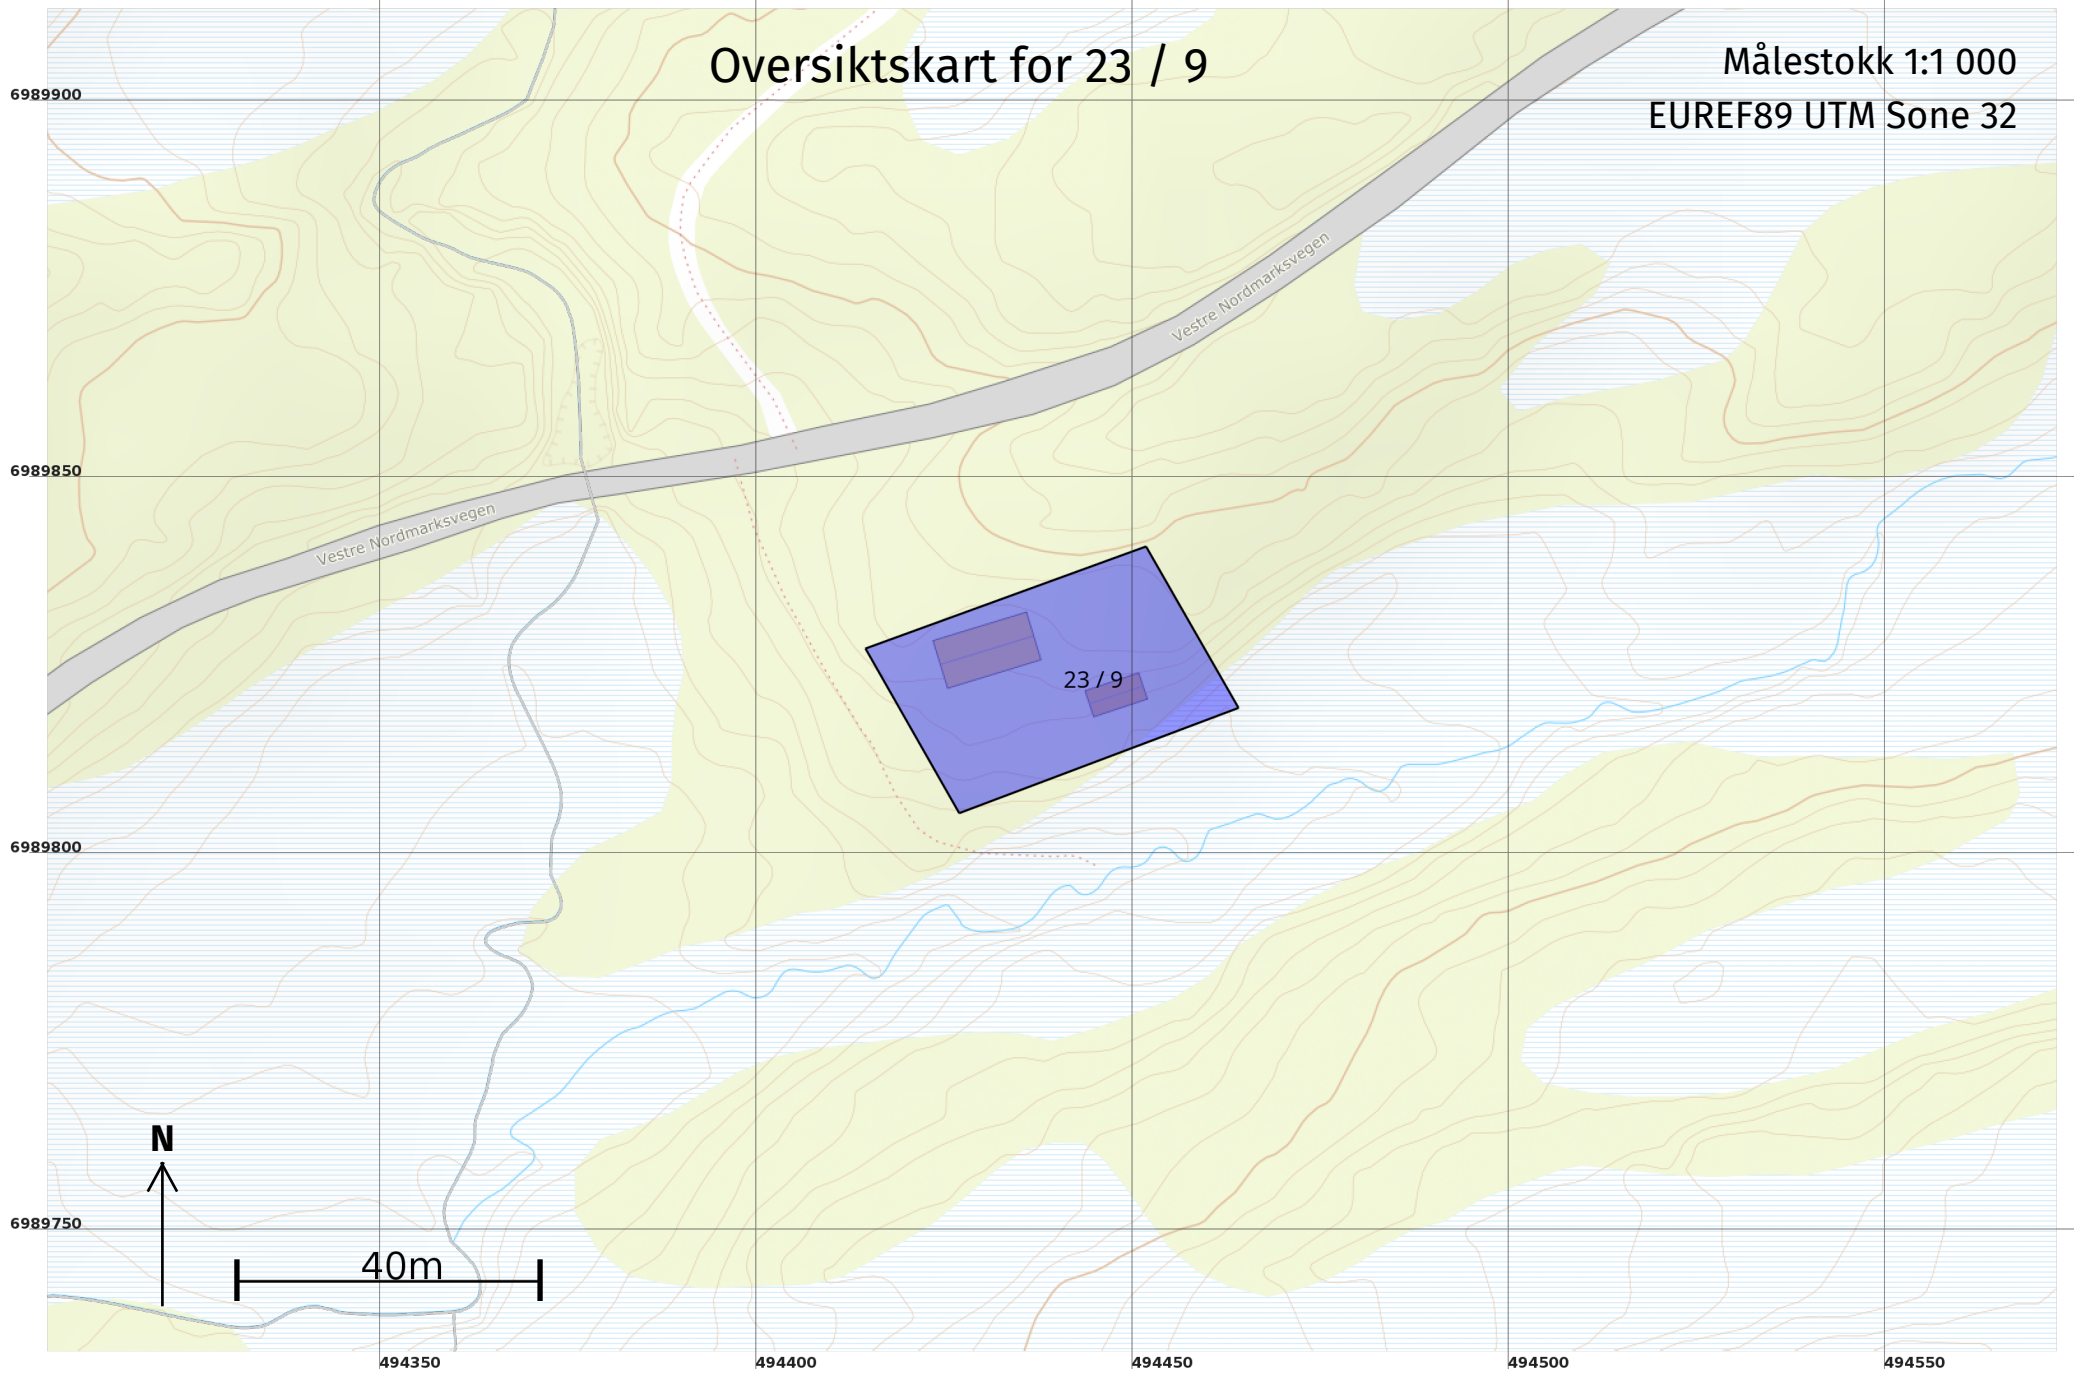 Oversiktskart for 23 / 9
Målestokk 1:1 000
EUREF89 UTM Sone 32
6989900
Vestre Nordmarksvegen
6989850
Vestre Nordmarksvegen
23 / 9
6989800
N
6989750
40m
494350
494400
494450
494500
494550